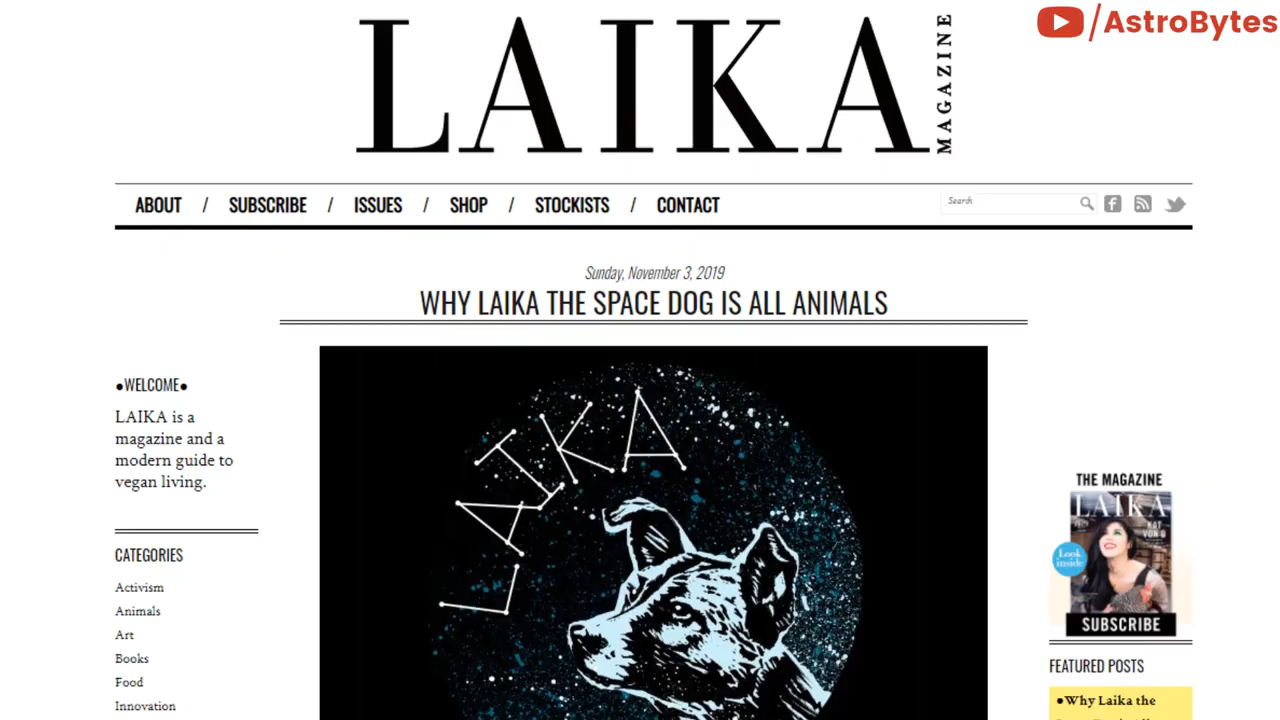 LAIKA
MAGAZINE
/AstroBytes
ABOUT / SUBSCRIBE / ISSUES / SHOP / STOCKISTS / CONTACT
Search
Sunday, November 3, 2019
WHY LAIKA THE SPACE DOG IS ALL ANIMALS
LAIKA
●WELCOME●
LAIKA is a
magazine and a
modern guide to
vegan living.
CATEGORIES
Activism
Animals
Art
Books
Food
Innovation
THE MAGAZINE
LAIKA
KAT
VON D
Look
inside
SUBSCRIBE
FEATURED POSTS
●Why Laika the